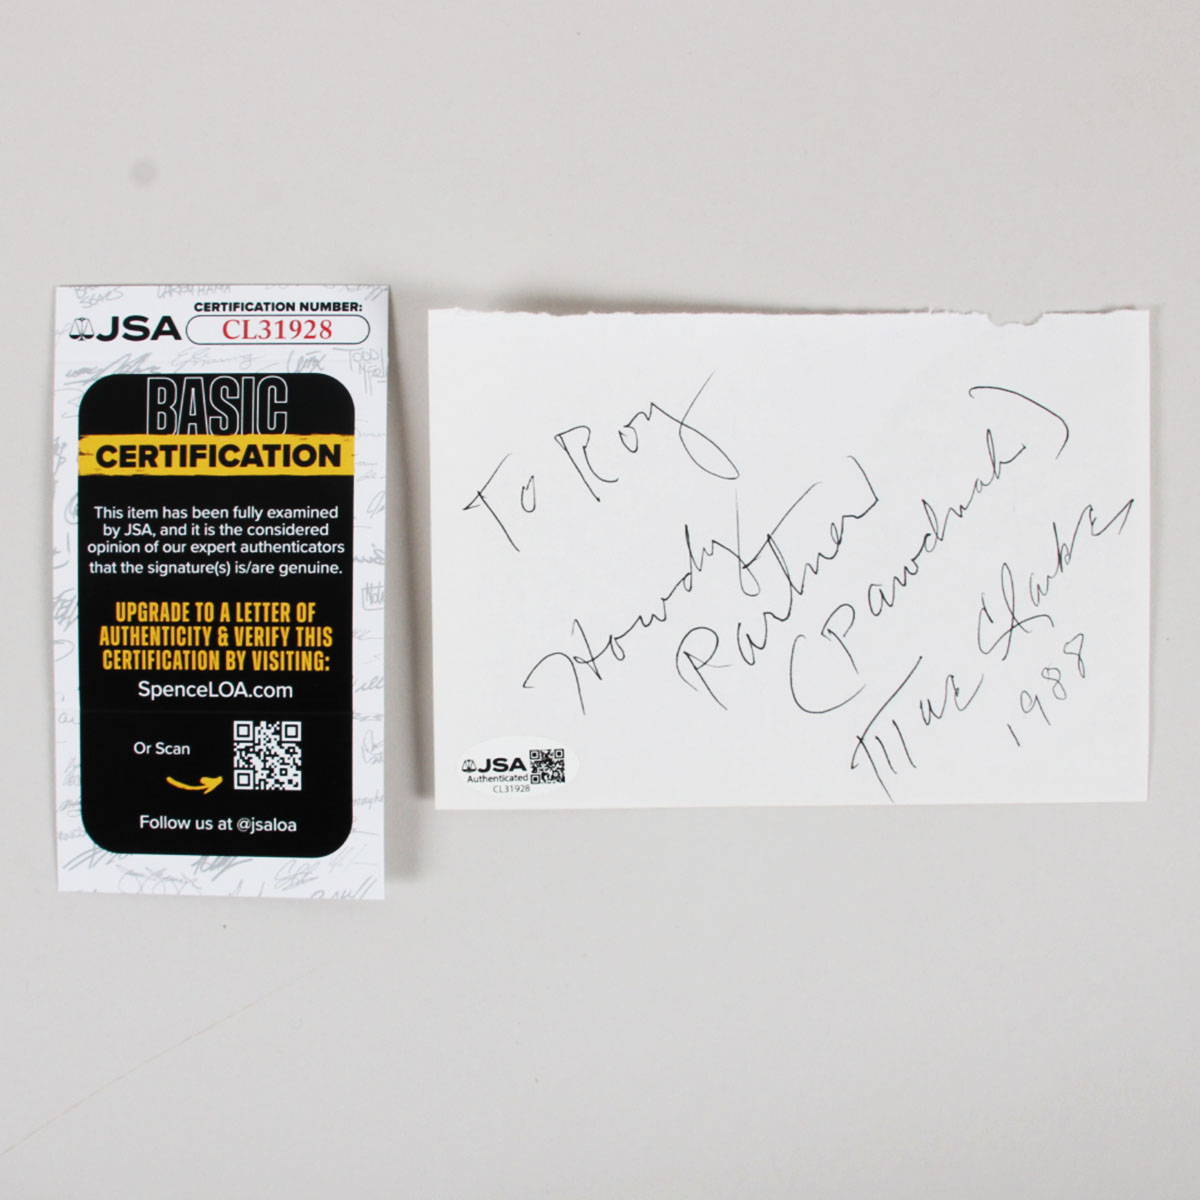 JSA
CERTIFICATION NUMBER:
CL31928
BASIC
CERTIFICATION
This item has been fully examined
by JSA, and it is the considered
opinion of our expert authenticators
that the signature(s) is/are genuine.
UPGRADE TO A LETTER OF
AUTHENTICITY & VERIFY THIS
CERTIFICATION BY VISITING:
SpenceLOA.com
Or Scan
Follow us at @jsaloa
To Roy
Howdy
Partner
(Pawdnah)
Mae Clarke
1988
JSA
Authenticated
CL31928